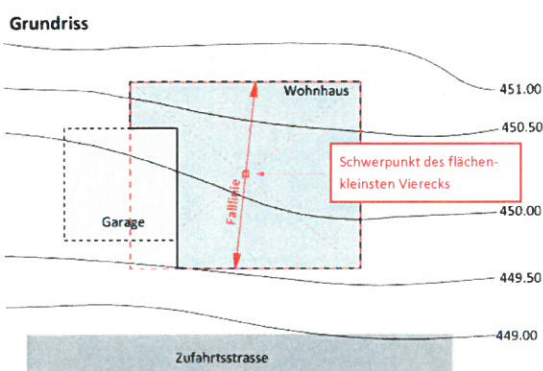 Grundriss
Wohnhaus
451.00
450.50
Schwerpunkt des flächen-
kleinsten Vierecks
Falllinie
Garage
450.00
449.50
449.00
Zufahrtsstrasse